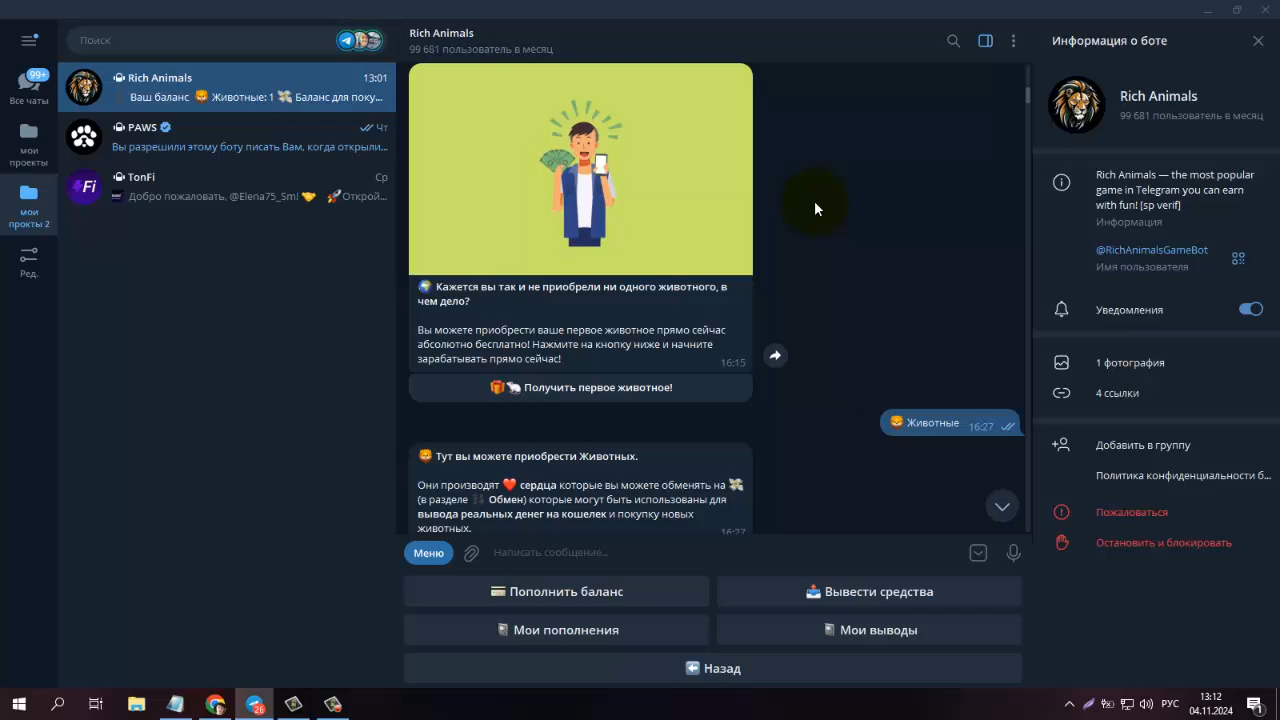 Поиск
99+
Все чаты
мои
проекты
мои
прокты 2
Ред.
Rich Animals 13:01
Ваш баланс 🦁 Животные: 1 💸 Баланс для поку...
PAWS Чт
Вы разрешили этому боту писать Вам, когда открыли...
Fi
TonFi Ср
Добро пожаловать, @Elena75_Sml 🤝 🚀Открой...
Rich Animals
99 681 пользователь в месяц
🌍 Кажется вы так и не приобрели ни одного животного, в
чем дело?
Вы можете приобрести ваше первое животное прямо сейчас
абсолютно бесплатно! Нажмите на кнопку ниже и начните
зарабатывать прямо сейчас!
16:15
🎁🐀 Получить первое животное!
🦁 Животные 16:27
🦁 Тут вы можете приобрести Животных.
Они производят ❤️ сердца которые вы можете обменять на 💸
(в разделе ⛓ Обмен) которые могут быть использованы для
вывода реальных денег на кошелек и покупку новых
животных.
16:27
Меню
Написать сообщение...
💳 Пополнить баланс
📤 Вывести средства
📓 Мои пополнения
📓 Мои выводы
⬅️ Назад
Информация о боте
Rich Animals
99 681 пользователь в месяц
Rich Animals — the most popular
game in Telegram you can earn
with fun! [sp verif]
Информация
@RichAnimalsGameBot
Имя пользователя
Уведомления
1 фотография
4 ссылки
Добавить в группу
Политика конфиденциальности б...
Пожаловаться
Остановить и блокировать
26
РУС
13:12
04.11.2024
1